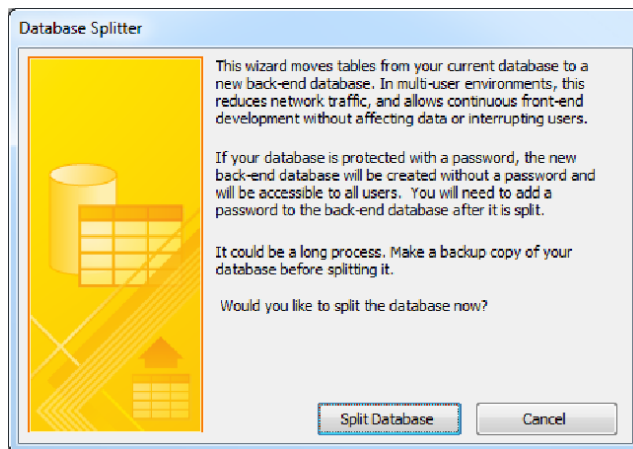 Database Splitter
This wizard moves tables from your current database to a
new back-end database. In multi-user environments, this
reduces network traffic, and allows continuous front-end
development without affecting data or interrupting users.
If your database is protected with a password, the new
back-end database will be created without a password and
will be accessible to all users.  You will need to add a
password to the back-end database after it is split.
It could be a long process. Make a backup copy of your
database before splitting it.
Would you like to split the database now?
Split Database
Cancel